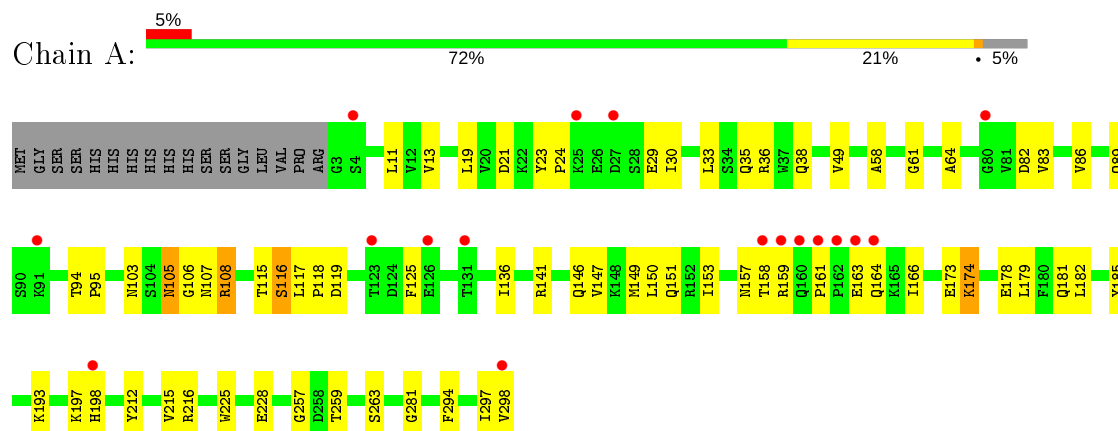 5%
Chain A:
72% 21% • 5%
MET GLY SER SER HIS HIS HIS HIS HIS HIS SER SER GLY LEU VAL PRO ARG G3 S4 L11 V12 V13 L19 V20 D21 K22 Y23 P24 K25 E26 D27 S28 E29 I30 L33 S34 Q35 R36 W37 Q38 V49 A58 G61 A64 G80 V81 D82 V83 V86 Q89
S90 K91 T94 P95 N103 S104 N105 G106 N107 R108 T115 S116 L117 P118 D119 T123 D124 F125 E126 T131 I136 R141 Q146 V147 K148 M149 L150 Q151 R152 I153 N157 T158 R159 Q160 P161 P162 E163 Q164 K165 I166 E173 K174 E178 L179 F180 Q181 L182 Y185
K193 K197 H198 Y212 V215 R216 W225 E228 G257 D258 T259 S263 G281 F294 I297 V298